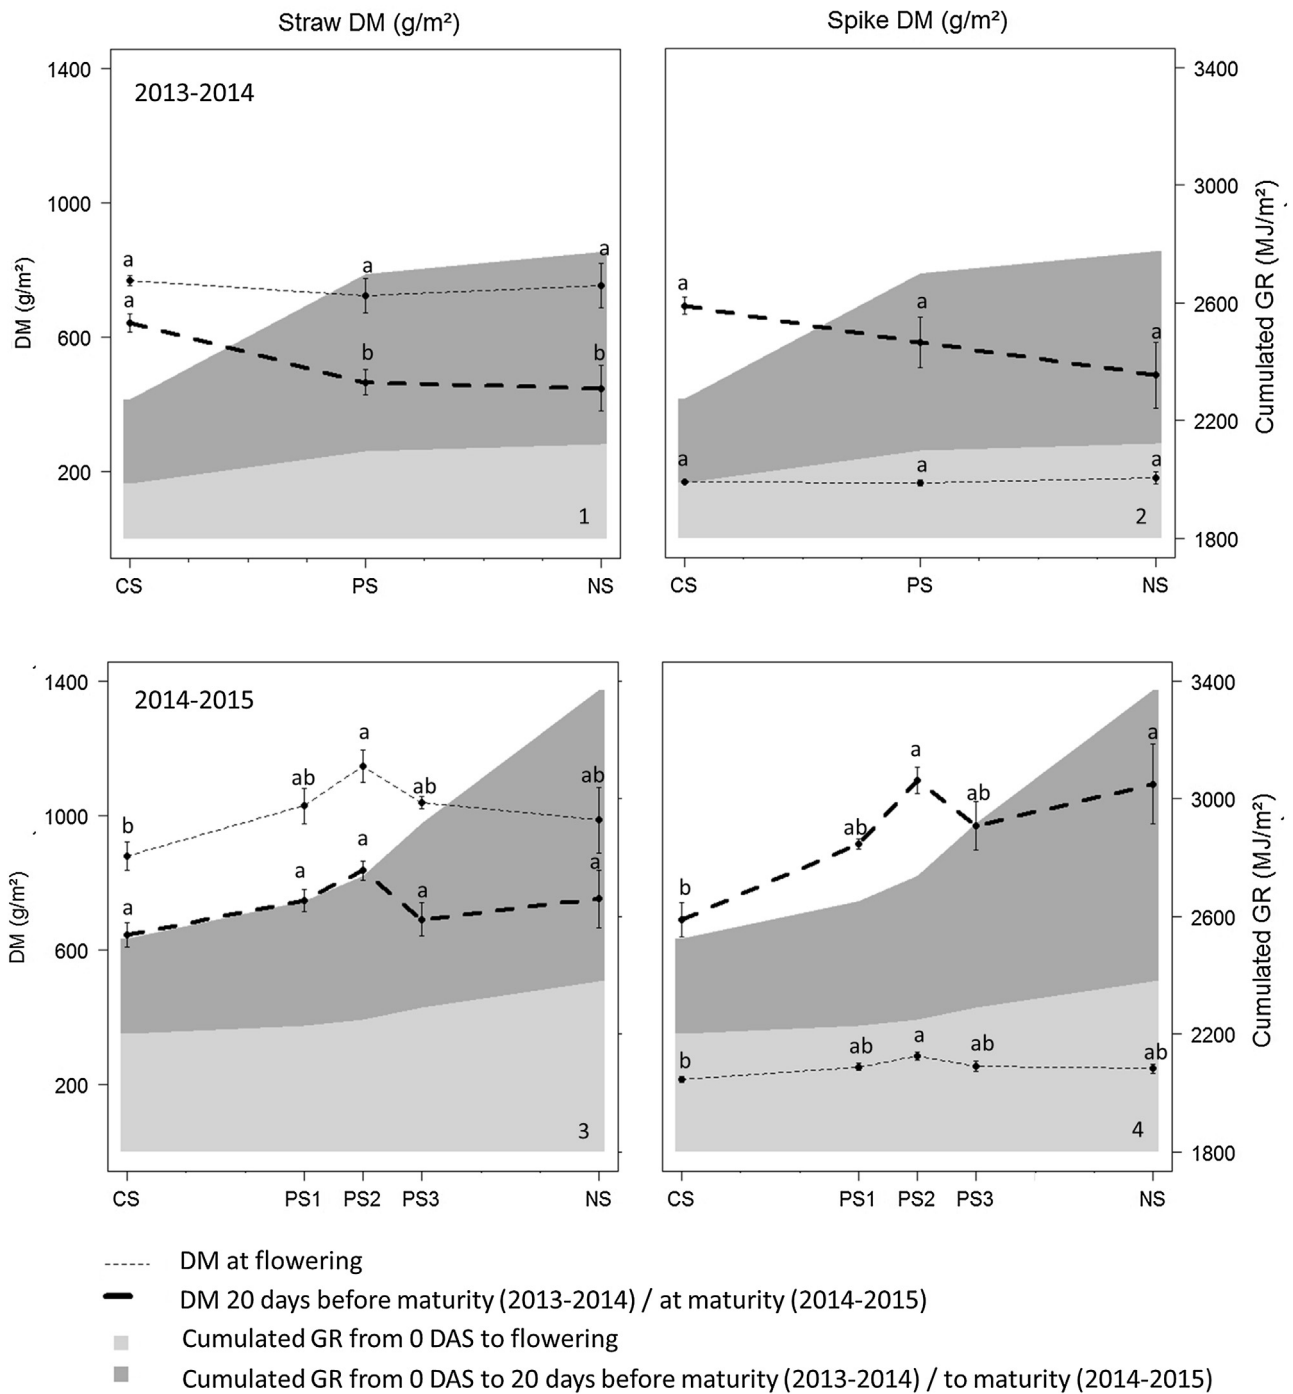 Straw DM (g/m²)
Spike DM (g/m²)
1400
1000
600
200
DM (g/m²)
2013-2014
a
a
a
a
b
b
1
CS
PS
NS
a
a
a
a
a
a
2
CS
PS
NS
3400
3000
2600
2200
1800
Cumulated GR (MJ/m²)
1400
1000
600
200
DM (g/m²)
2014-2015
b
ab
a
ab
ab
a
a
a
a
a
3
CS
PS1
PS2
PS3
NS
b
ab
a
ab
a
b
ab
a
ab
ab
4
CS
PS1
PS2
PS3
NS
3400
3000
2600
2200
1800
Cumulated GR (MJ/m²)
DM at flowering
DM 20 days before maturity (2013-2014) / at maturity (2014-2015)
Cumulated GR from 0 DAS to flowering
Cumulated GR from 0 DAS to 20 days before maturity (2013-2014) / to maturity (2014-2015)